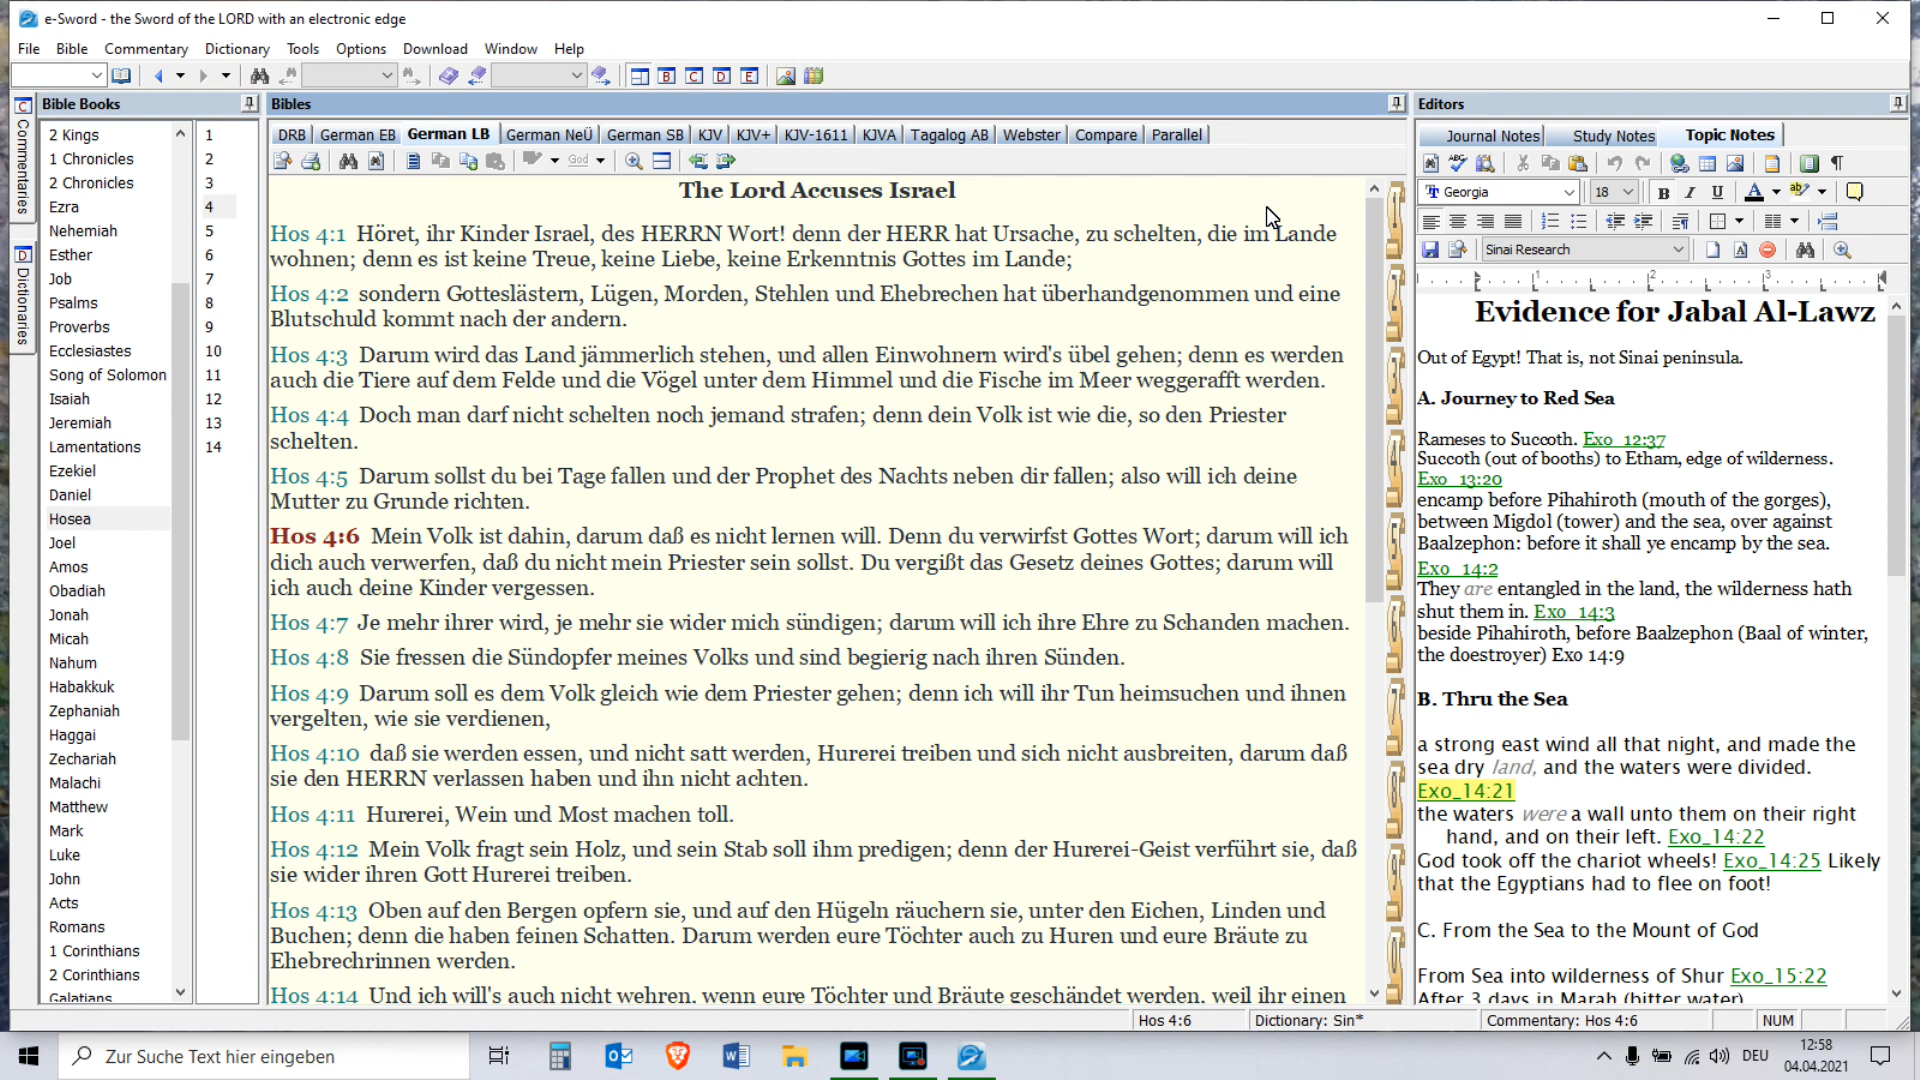 e-Sword - the Sword of the LORD with an electronic edge
File Bible Commentary Dictionary Tools Options Download Window Help
B C D E
Commentaries
Dictionaries
Bible Books
2 Kings
1 Chronicles
2 Chronicles
Ezra
Nehemiah
Esther
Job
Psalms
Proverbs
Ecclesiastes
Song of Solomon
Isaiah
Jeremiah
Lamentations
Ezekiel
Daniel
Hosea
Joel
Amos
Obadiah
Jonah
Micah
Nahum
Habakkuk
Zephaniah
Haggai
Zechariah
Malachi
Matthew
Mark
Luke
John
Acts
Romans
1 Corinthians
2 Corinthians
Galatians
1
2
3
4
5
6
7
8
9
10
11
12
13
14
Bibles
DRB German EB German LB German NeÜ German SB KJV KJV+ KJV-1611 KJVA Tagalog AB Webster Compare Parallel
God
The Lord Accuses Israel
Hos 4:1 Höret, ihr Kinder Israel, des HERRN Wort! denn der HERR hat Ursache, zu schelten, die im Lande
wohnen; denn es ist keine Treue, keine Liebe, keine Erkenntnis Gottes im Lande;
Hos 4:2 sondern Gotteslästern, Lügen, Morden, Stehlen und Ehebrechen hat überhandgenommen und eine
Blutschuld kommt nach der andern.
Hos 4:3 Darum wird das Land jämmerlich stehen, und allen Einwohnern wird's übel gehen; denn es werden
auch die Tiere auf dem Felde und die Vögel unter dem Himmel und die Fische im Meer weggerafft werden.
Hos 4:4 Doch man darf nicht schelten noch jemand strafen; denn dein Volk ist wie die, so den Priester
schelten.
Hos 4:5 Darum sollst du bei Tage fallen und der Prophet des Nachts neben dir fallen; also will ich deine
Mutter zu Grunde richten.
Hos 4:6 Mein Volk ist dahin, darum daß es nicht lernen will. Denn du verwirfst Gottes Wort; darum will ich
dich auch verwerfen, daß du nicht mein Priester sein sollst. Du vergißt das Gesetz deines Gottes; darum will
ich auch deine Kinder vergessen.
Hos 4:7 Je mehr ihrer wird, je mehr sie wider mich sündigen; darum will ich ihre Ehre zu Schanden machen.
Hos 4:8 Sie fressen die Sündopfer meines Volks und sind begierig nach ihren Sünden.
Hos 4:9 Darum soll es dem Volk gleich wie dem Priester gehen; denn ich will ihr Tun heimsuchen und ihnen
vergelten, wie sie verdienen,
Hos 4:10 daß sie werden essen, und nicht satt werden, Hurerei treiben und sich nicht ausbreiten, darum daß
sie den HERRN verlassen haben und ihn nicht achten.
Hos 4:11 Hurerei, Wein und Most machen toll.
Hos 4:12 Mein Volk fragt sein Holz, und sein Stab soll ihm predigen; denn der Hurerei-Geist verführt sie, daß
sie wider ihren Gott Hurerei treiben.
Hos 4:13 Oben auf den Bergen opfern sie, und auf den Hügeln räuchern sie, unter den Eichen, Linden und
Buchen; denn die haben feinen Schatten. Darum werden eure Töchter auch zu Huren und eure Bräute zu
Ehebrechrinnen werden.
Hos 4:14 Und ich will's auch nicht wehren, wenn eure Töchter und Bräute geschändet werden, weil ihr einen
1
2
3
4
5
6
7
8
9
0
Editors
Journal Notes Study Notes Topic Notes
Georgia 18 B I U A ab
Sinai Research
1 2 3
Evidence for Jabal Al-Lawz
Out of Egypt! That is, not Sinai peninsula.
A. Journey to Red Sea
Rameses to Succoth. Exo_12:37
Succoth (out of booths) to Etham, edge of wilderness.
Exo_13:20
encamp before Pihahiroth (mouth of the gorges),
between Migdol (tower) and the sea, over against
Baalzephon: before it shall ye encamp by the sea.
Exo_14:2
They are entangled in the land, the wilderness hath
shut them in. Exo_14:3
beside Pihahiroth, before Baalzephon (Baal of winter,
the doestroyer) Exo 14:9
B. Thru the Sea
a strong east wind all that night, and made the
sea dry land, and the waters were divided.
Exo_14:21
the waters were a wall unto them on their right
hand, and on their left. Exo_14:22
God took off the chariot wheels! Exo_14:25 Likely
that the Egyptians had to flee on foot!
C. From the Sea to the Mount of God
From Sea into wilderness of Shur Exo_15:22
After 3 days in Marah (bitter water)
Hos 4:6 Dictionary: Sin* Commentary: Hos 4:6 NUM
Zur Suche Text hier eingeben
DEU
12:58
04.04.2021